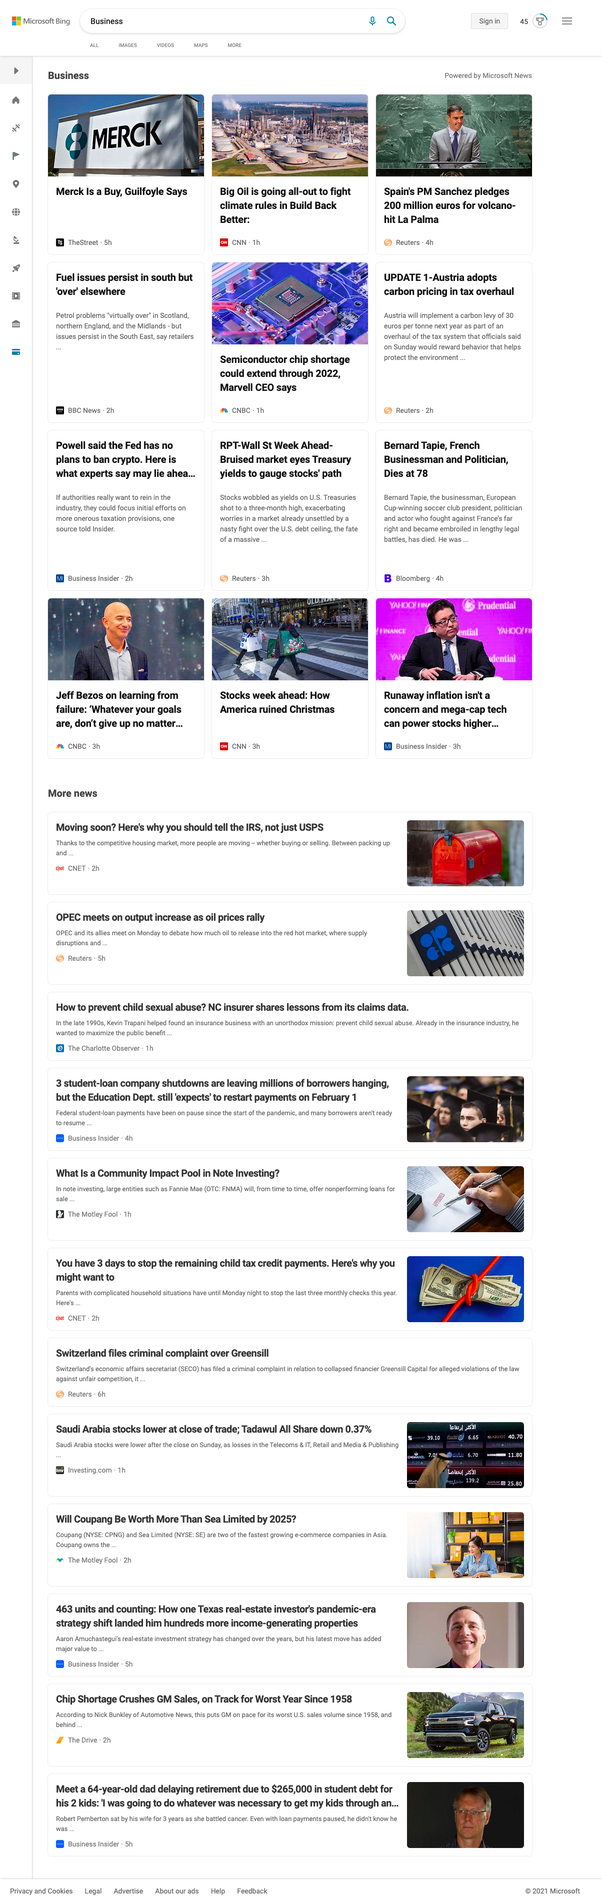 Microsoft Bing
Business
Sign in
45
ALL
IMAGES
VIDEOS
MAPS
MORE
Business
Powered by Microsoft News
MERCK
Merck Is a Buy, Guilfoyle Says
TheStreet · 5h
Big Oil is going all-out to fight
climate rules in Build Back
Better:
CNN · 1h
Spain's PM Sanchez pledges
200 million euros for volcano-
hit La Palma
Reuters · 4h
Fuel issues persist in south but
'over' elsewhere
Petrol problems "virtually over" in Scotland,
northern England, and the Midlands - but
issues persist in the South East, say retailers
...
BBC News · 2h
Semiconductor chip shortage
could extend through 2022,
Marvell CEO says
CNBC · 1h
UPDATE 1-Austria adopts
carbon pricing in tax overhaul
Austria will implement a carbon levy of 30
euros per tonne next year as part of an
overhaul of the tax system that officials said
on Sunday would reward behavior that helps
protect the environment ...
Reuters · 2h
Powell said the Fed has no
plans to ban crypto. Here is
what experts say may lie ahea...
If authorities really want to rein in the
industry, they could focus initial efforts on
more onerous taxation provisions, one
source told Insider.
Business Insider · 2h
RPT-Wall St Week Ahead-
Bruised market eyes Treasury
yields to gauge stocks' path
Stocks wobbled as yields on U.S. Treasuries
shot to a three-month high, exacerbating
worries in a market already unsettled by a
nasty fight over the U.S. debt ceiling, the fate
of a massive ...
Reuters · 3h
Bernard Tapie, French
Businessman and Politician,
Dies at 78
Bernard Tapie, the businessman, European
Cup-winning soccer club president, politician
and actor who fought against France's far
right and became embroiled in lengthy legal
battles, has died. He was ...
Bloomberg · 4h
Jeff Bezos on learning from
failure: 'Whatever your goals
are, don't give up no matter...
CNBC · 3h
Stocks week ahead: How
America ruined Christmas
CNN · 3h
YAHOO!
FINANCE
Prudential
Runaway inflation isn't a
concern and mega-cap tech
can power stocks higher...
Business Insider · 3h
More news
Moving soon? Here's why you should tell the IRS, not just USPS
Thanks to the competitive housing market, more people are moving – whether buying or selling. Between packing up
and ...
CNET · 2h
OPEC meets on output increase as oil prices rally
OPEC and its allies meet on Monday to debate how much oil to release into the red hot market, where supply
disruptions and ...
Reuters · 5h
How to prevent child sexual abuse? NC insurer shares lessons from its claims data.
In the late 1990s, Kevin Trapani helped found an insurance business with an unorthodox mission: prevent child sexual abuse. Already in the insurance industry, he
wanted to maximize the public benefit ...
The Charlotte Observer · 1h
3 student-loan company shutdowns are leaving millions of borrowers hanging,
but the Education Dept. still 'expects' to restart payments on February 1
Federal student-loan payments have been on pause since the start of the pandemic, and many borrowers aren't ready
to resume ...
Business Insider · 4h
What Is a Community Impact Pool in Note Investing?
In note investing, large entities such as Fannie Mae (OTC: FNMA) will, from time to time, offer nonperforming loans for
sale ...
The Motley Fool · 1h
You have 3 days to stop the remaining child tax credit payments. Here's why you
might want to
Parents with complicated household situations have until Monday night to stop the last three monthly checks this year.
Here's ...
CNET · 2h
Switzerland files criminal complaint over Greensill
Switzerland's economic affairs secretariat (SECO) has filed a criminal complaint in relation to collapsed financier Greensill Capital for alleged violations of the law
against unfair competition, it ...
Reuters · 6h
Saudi Arabia stocks lower at close of trade; Tadawul All Share down 0.37%
Saudi Arabia stocks were lower after the close on Sunday, as losses in the Telecoms & IT, Retail and Media & Publishing
...
Investing.com · 1h
39.10
6.65
40.70
6.70
11.80
139.2
25.80
Will Coupang Be Worth More Than Sea Limited by 2025?
Coupang (NYSE: CPNG) and Sea Limited (NYSE: SE) are two of the fastest growing e-commerce companies in Asia.
Coupang owns the ...
The Motley Fool · 2h
463 units and counting: How one Texas real-estate investor's pandemic-era
strategy shift landed him hundreds more income-generating properties
Aaron Amuchastegui's real-estate investment strategy has changed over the years, but his latest move has added
major value to ...
Business Insider · 5h
Chip Shortage Crushes GM Sales, on Track for Worst Year Since 1958
According to Nick Bunkley of Automotive News, this puts GM on pace for its worst U.S. sales volume since 1958, and
behind ...
The Drive · 2h
Meet a 64-year-old dad delaying retirement due to $265,000 in student debt for
his 2 kids: 'I was going to do whatever was necessary to get my kids through an...
Robert Pemberton sat by his wife for 3 years as she battled cancer. Even with loan payments paused, he didn't know he
was ...
Business Insider · 5h
Privacy and Cookies
Legal
Advertise
About our ads
Help
Feedback
© 2021 Microsoft